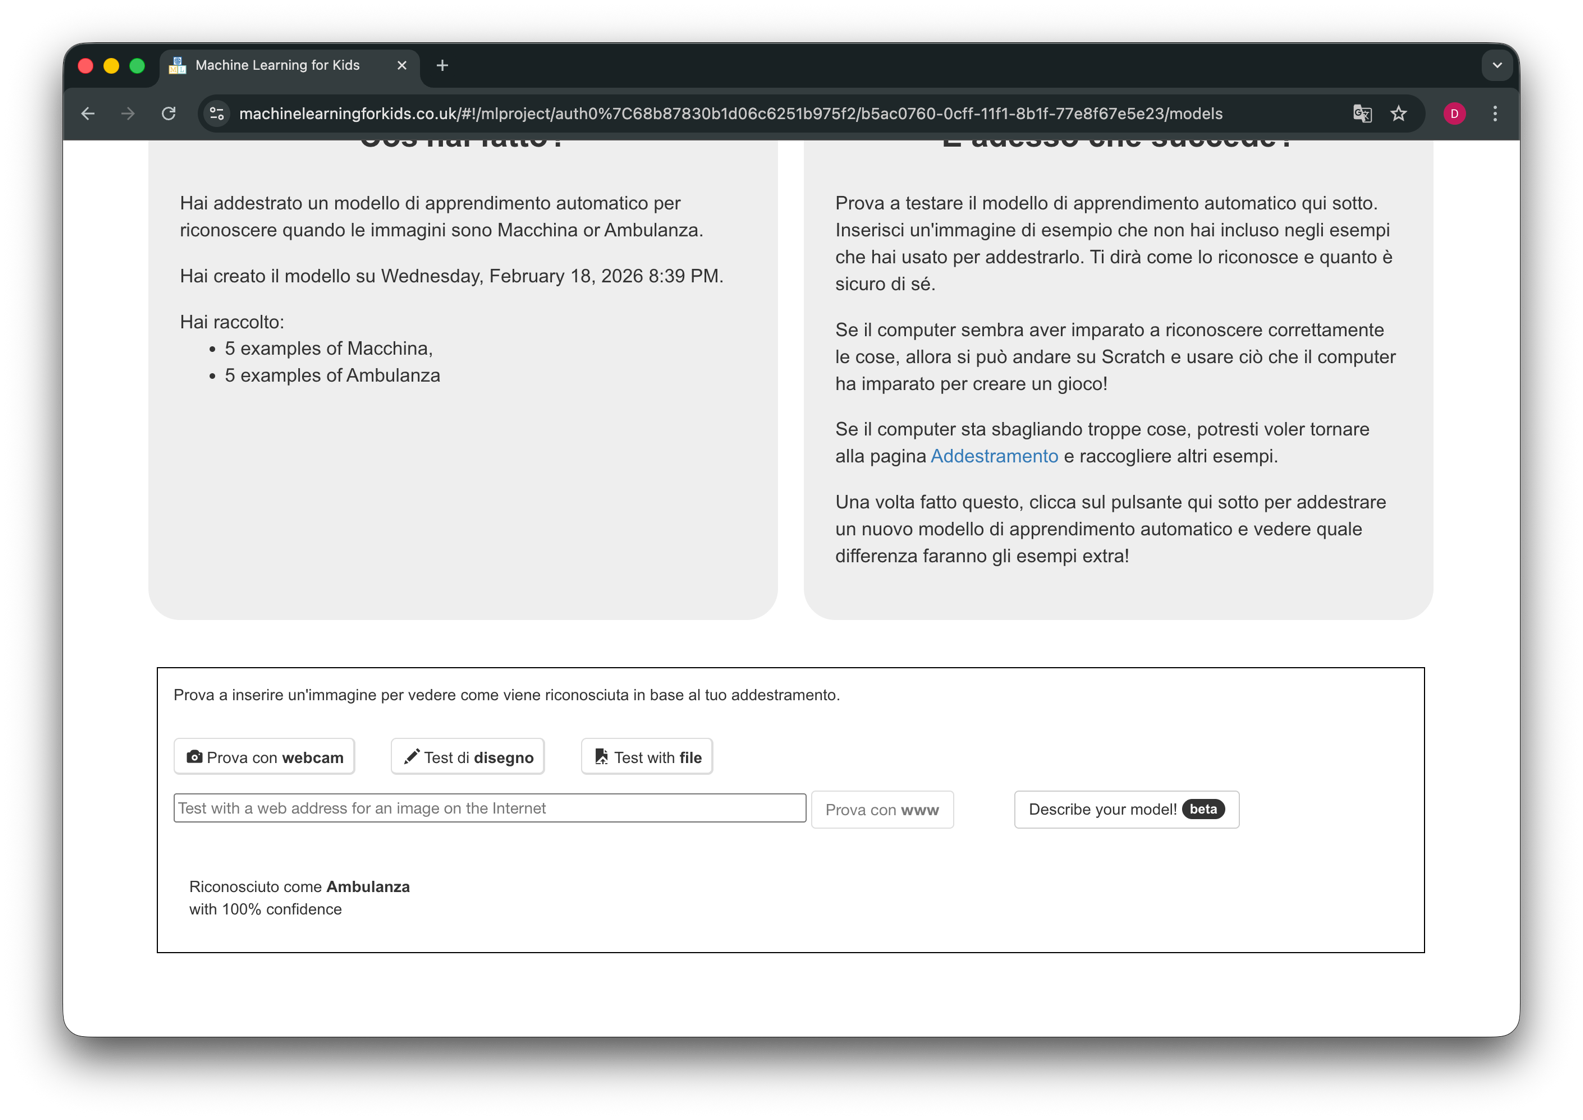 Machine Learning for Kids
machinelearningforkids.co.uk/#!/mlproject/auth0%7C68b87830b1d06c6251b975f2/b5ac0760-0cff-11f1-8b1f-77e8f67e5e23/models
D
Cos'hai fatto?
Hai addestrato un modello di apprendimento automatico per
riconoscere quando le immagini sono Macchina or Ambulanza.
Hai creato il modello su Wednesday, February 18, 2026 8:39 PM.
Hai raccolto:
• 5 examples of Macchina,
• 5 examples of Ambulanza
E adesso che succede?
Prova a testare il modello di apprendimento automatico qui sotto.
Inserisci un'immagine di esempio che non hai incluso negli esempi
che hai usato per addestrarlo. Ti dirà come lo riconosce e quanto è
sicuro di sé.
Se il computer sembra aver imparato a riconoscere correttamente
le cose, allora si può andare su Scratch e usare ciò che il computer
ha imparato per creare un gioco!
Se il computer sta sbagliando troppe cose, potresti voler tornare
alla pagina Addestramento e raccogliere altri esempi.
Una volta fatto questo, clicca sul pulsante qui sotto per addestrare
un nuovo modello di apprendimento automatico e vedere quale
differenza faranno gli esempi extra!
Prova a inserire un'immagine per vedere come viene riconosciuta in base al tuo addestramento.
Prova con webcam
Test di disegno
Test with file
Test with a web address for an image on the Internet
Prova con www
Describe your model! beta
Riconosciuto come Ambulanza
with 100% confidence